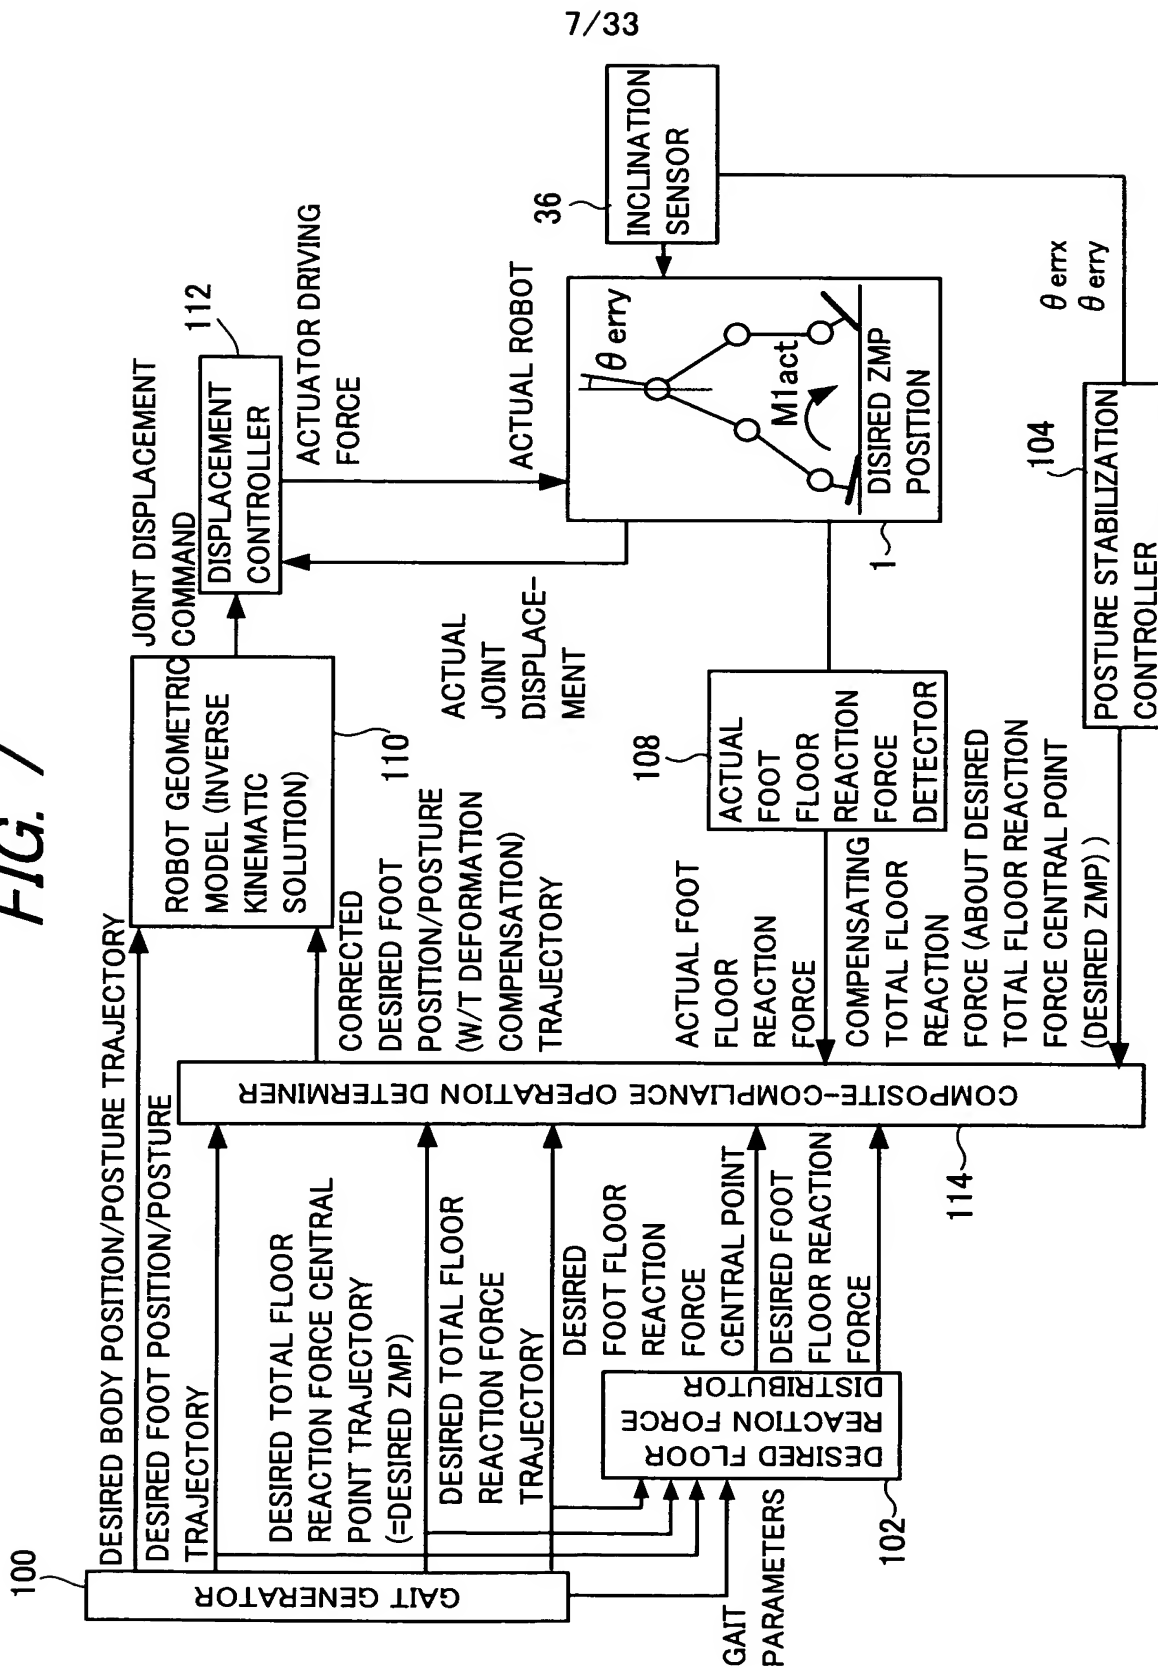 7/33
FIG. 7
100
GAIT GENERATOR
DESIRED BODY POSITION/POSTURE TRAJECTORY
DESIRED FOOT POSITION/POSTURE
TRAJECTORY
DESIRED TOTAL FLOOR
REACTION FORCE CENTRAL
POINT TRAJECTORY
(=DESIRED ZMP)
DESIRED TOTAL FLOOR
REACTION FORCE
TRAJECTORY
GAIT
PARAMETERS
DESIRED FLOOR
REACTION FORCE
DISTRIBUTOR
102
DESIRED
FOOT FLOOR
REACTION
FORCE
CENTRAL POINT
DESIRED FOOT
FLOOR REACTION
FORCE
COMPOSITE-COMPLIANCE OPERATION DETERMINER
114
CORRECTED
DESIRED FOOT
POSITION/POSTURE
(W/T DEFORMATION
COMPENSATION)
TRAJECTORY
ROBOT GEOMETRIC
MODEL (INVERSE
KINEMATIC
SOLUTION)
110
JOINT DISPLACEMENT
COMMAND
DISPLACEMENT
CONTROLLER
112
ACTUATOR DRIVING
FORCE
ACTUAL
JOINT
DISPLACE-
MENT
ACTUAL ROBOT
θ erry
M1act
DISIRED ZMP
POSITION
1
36
INCLINATION
SENSOR
θ errx
θ erry
104
POSTURE STABILIZATION
CONTROLLER
108
ACTUAL
FOOT
FLOOR
REACTION
FORCE
DETECTOR
ACTUAL FOOT
FLOOR
REACTION
FORCE
COMPENSATING
TOTAL FLOOR
REACTION
FORCE (ABOUT DESIRED
TOTAL FLOOR REACTION
FORCE CENTRAL POINT
(DESIRED ZMP))